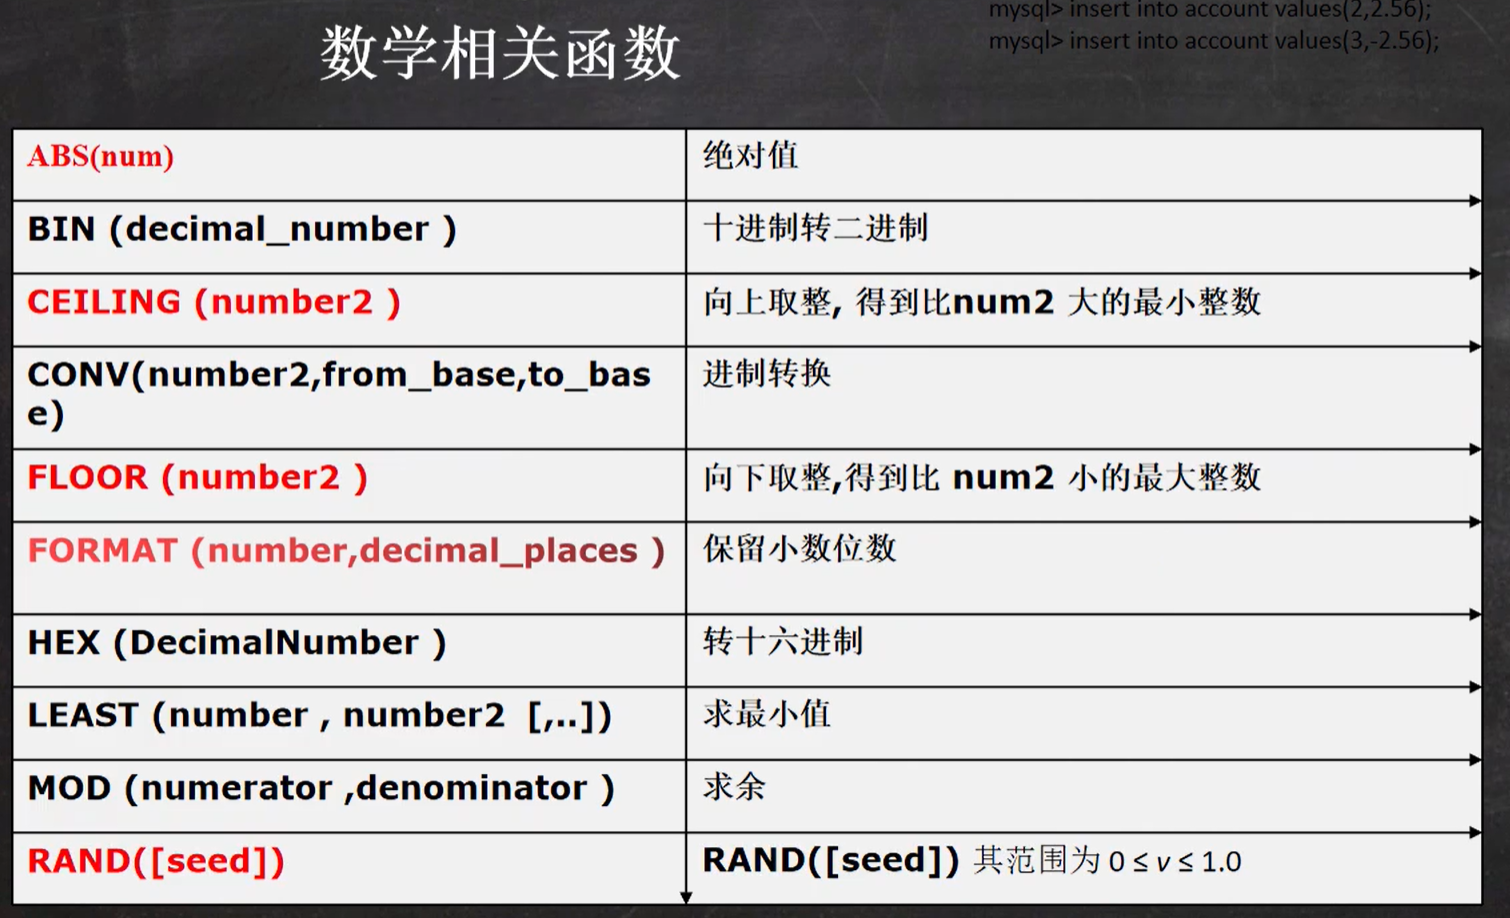 mysql> insert into account values(2,2.56);
mysql> insert into account values(3,-2.56);
数学相关函数
ABS(num) 绝对值
BIN (decimal_number ) 十进制转二进制
CEILING (number2 ) 向上取整, 得到比num2 大的最小整数
CONV(number2,from_base,to_bas 进制转换
e)
FLOOR (number2 ) 向下取整,得到比 num2 小的最大整数
FORMAT (number,decimal_places ) 保留小数位数
HEX (DecimalNumber ) 转十六进制
LEAST (number , number2 [,..]) 求最小值
MOD (numerator ,denominator ) 求余
RAND([seed]) RAND([seed]) 其范围为 0 ≤ v ≤ 1.0